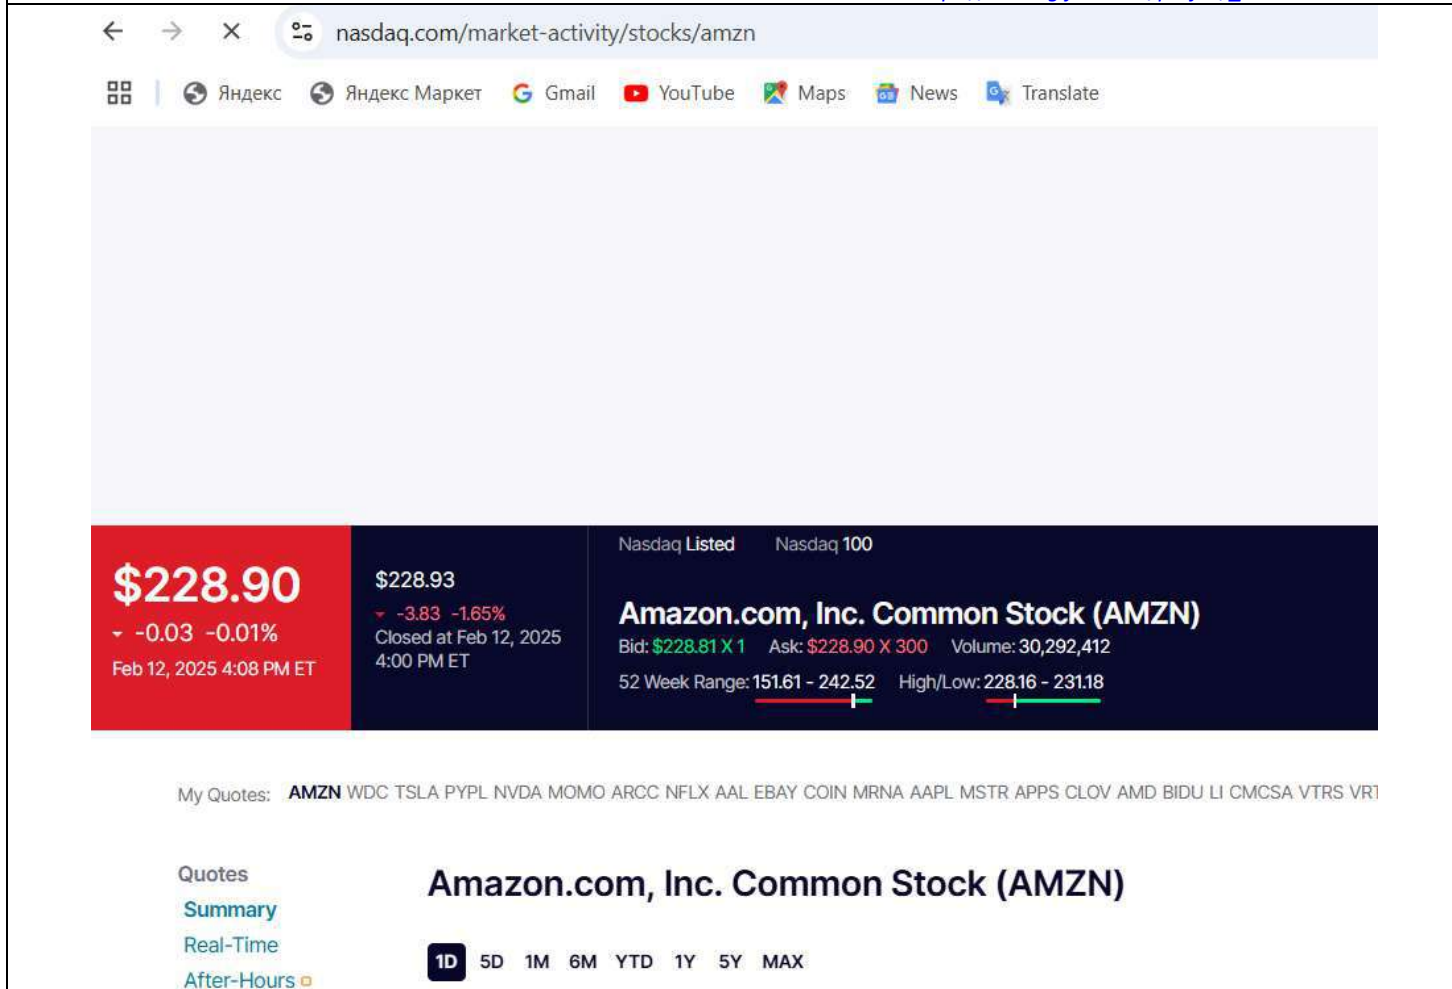 nasdaq.com/market-activity/stocks/amzn
Яндекс Яндекс Маркет Gmail YouTube Maps News Translate
Nasdaq Listed Nasdaq 100
$228.90
-0.03 -0.01%
Feb 12, 2025 4:08 PM ET
$228.93
-3.83 -1.65%
Closed at Feb 12, 2025
4:00 PM ET
Amazon.com, Inc. Common Stock (AMZN)
Bid: $228.81 X 1 Ask: $228.90 X 300 Volume: 30,292,412
52 Week Range: 151.61 - 242.52 High/Low: 228.16 - 231.18
My Quotes: AMZN WDC TSLA PYPL NVDA MOMO ARCC NFLX AAL EBAY COIN MRNA AAPL MSTR APPS CLOV AMD BIDU LI CMCSA VTRS
Quotes
Summary
Real-Time
After-Hours
Amazon.com, Inc. Common Stock (AMZN)
1D 5D 1M 6M YTD 1Y 5Y MAX